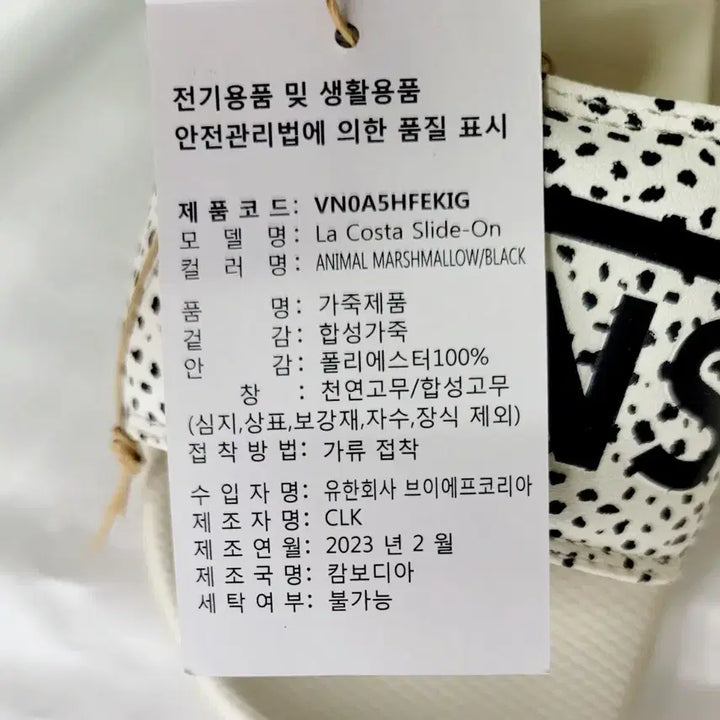 전기용품 및 생활용품
안전관리법에 의한 품질 표시
제 품 코 드: VN0A5HFEKIG
모 델 명: La Costa Slide-On
컬 러 명: ANIMAL MARSHMALLOW/BLACK
품 명: 가죽제품
겉 감: 합성가죽
안 감: 폴리에스터100%
창 : 천연고무/합성고무
(심지,상표,보강재,자수,장식 제외)
접 착 방 법: 가류 접착
수 입 자 명: 유한회사 브이에프코리아
제 조 자 명: CLK
제 조 연 월: 2023 년 2 월
제 조 국 명: 캄보디아
세 탁 여 부: 불가능
NS